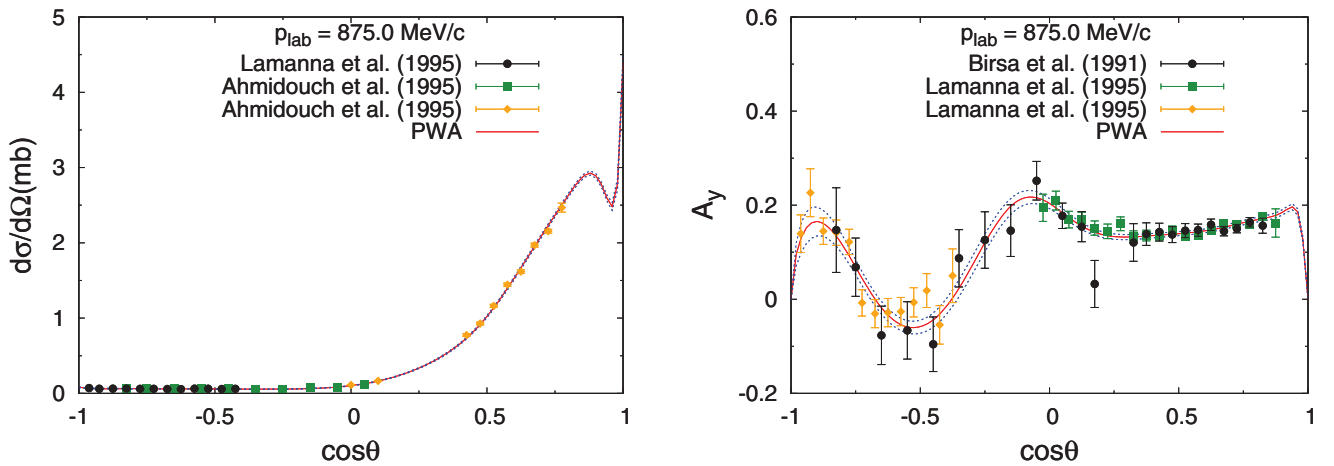 p_lab = 875.0 MeV/c
Lamanna et al. (1995)
Ahmidouch et al. (1995)
Ahmidouch et al. (1995)
PWA
5
4
3
2
1
0
dσ/dΩ(mb)
-1
-0.5
0
0.5
1
cosθ
p_lab = 875.0 MeV/c
Birsa et al. (1991)
Lamanna et al. (1995)
Lamanna et al. (1995)
PWA
0.6
0.4
0.2
0
-0.2
A_y
-1
-0.5
0
0.5
1
cosθ